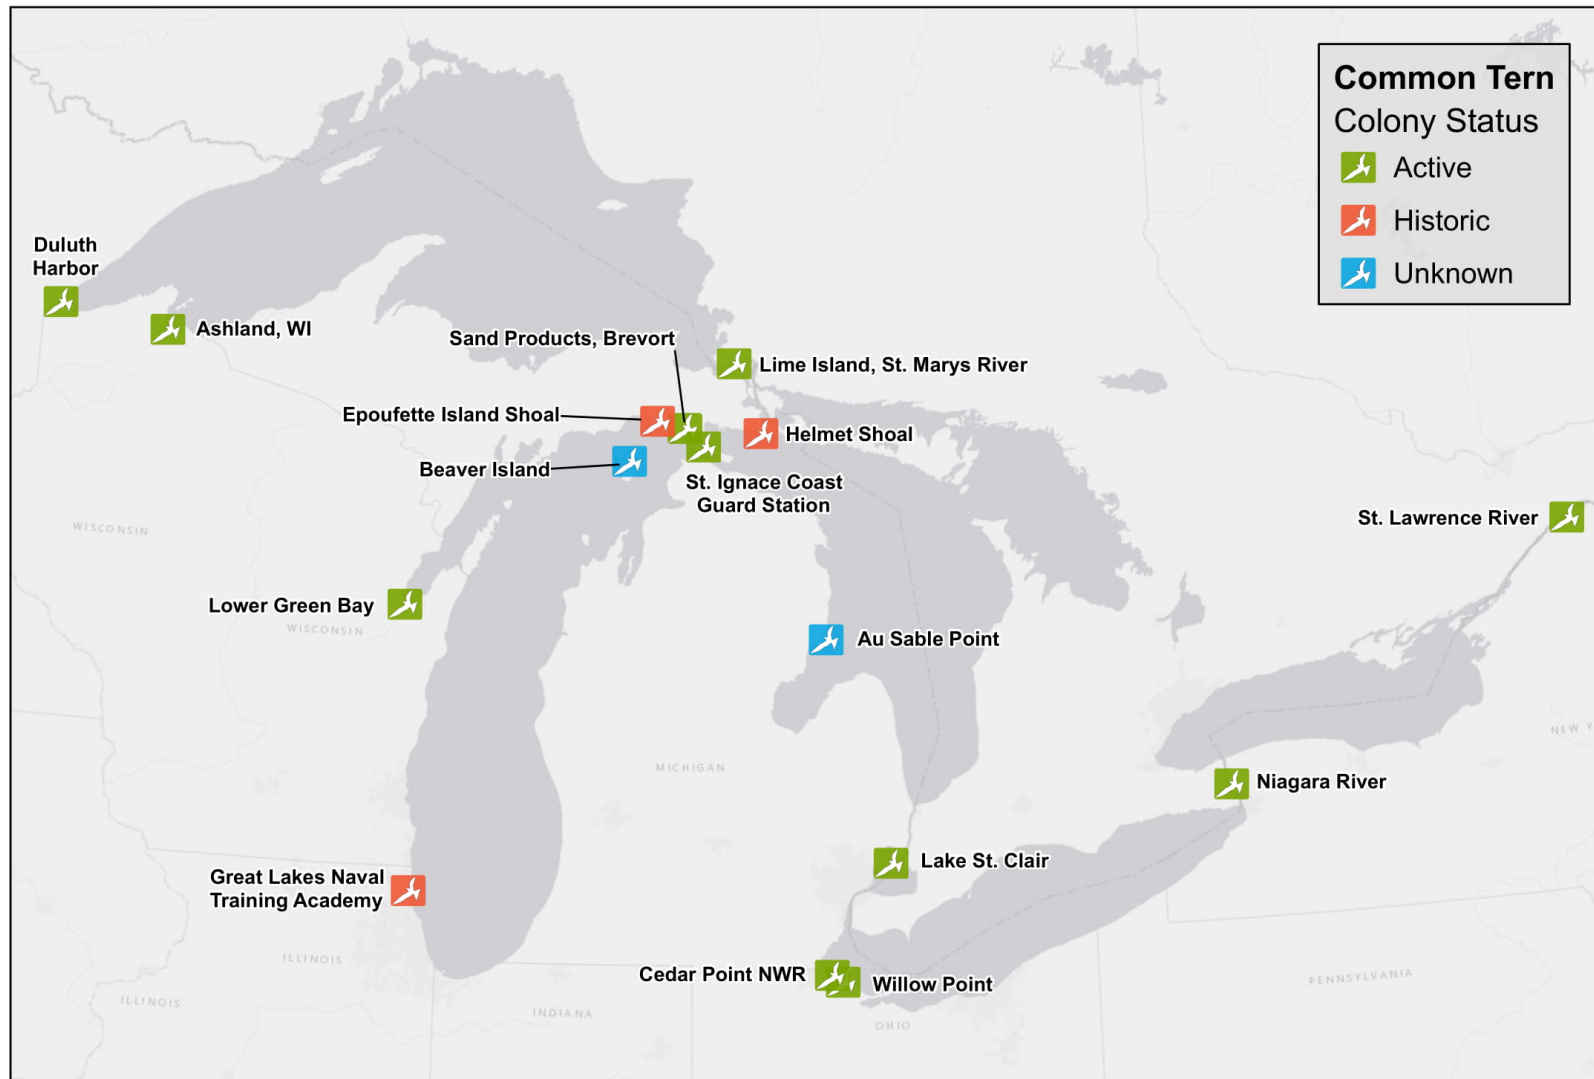 Common Tern
Colony Status
Active
Historic
Unknown
Duluth
Harbor
Ashland, WI
Sand Products, Brevort
Lime Island, St. Marys River
Epoufette Island Shoal
Helmet Shoal
Beaver Island
St. Ignace Coast
Guard Station
St. Lawrence River
WISCONSIN
Lower Green Bay
WISCONSIN
Au Sable Point
NEW Y
MICHIGAN
Niagara River
Lake St. Clair
Great Lakes Naval
Training Academy
ILLINOIS
Cedar Point NWR
Willow Point
PENNSYLVANIA
ILLINOIS
INDIANA
OHIO